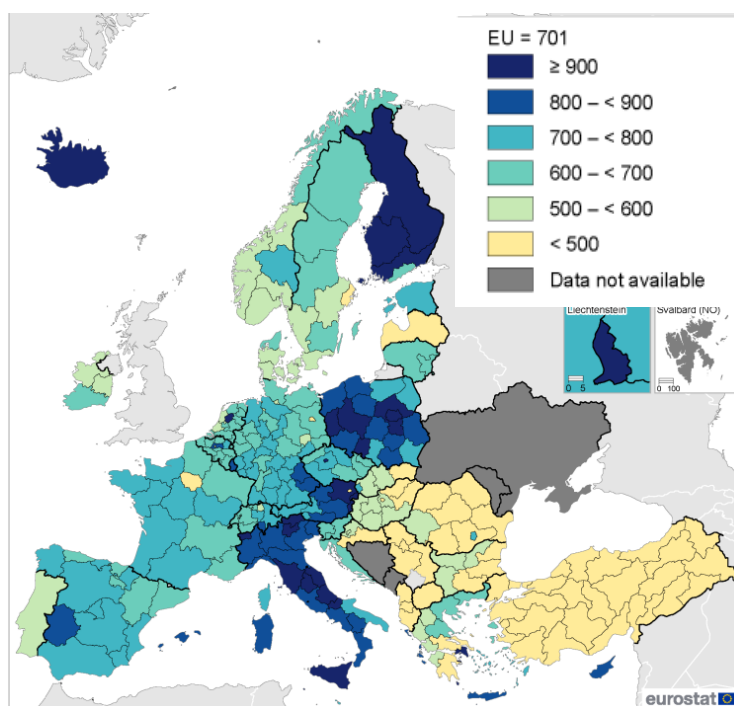 EU = 701
≥ 900
800 – < 900
700 – < 800
600 – < 700
500 – < 600
< 500
Data not available
Liechtenstein
Svalbard (NO)
0 5
0 100
eurostat